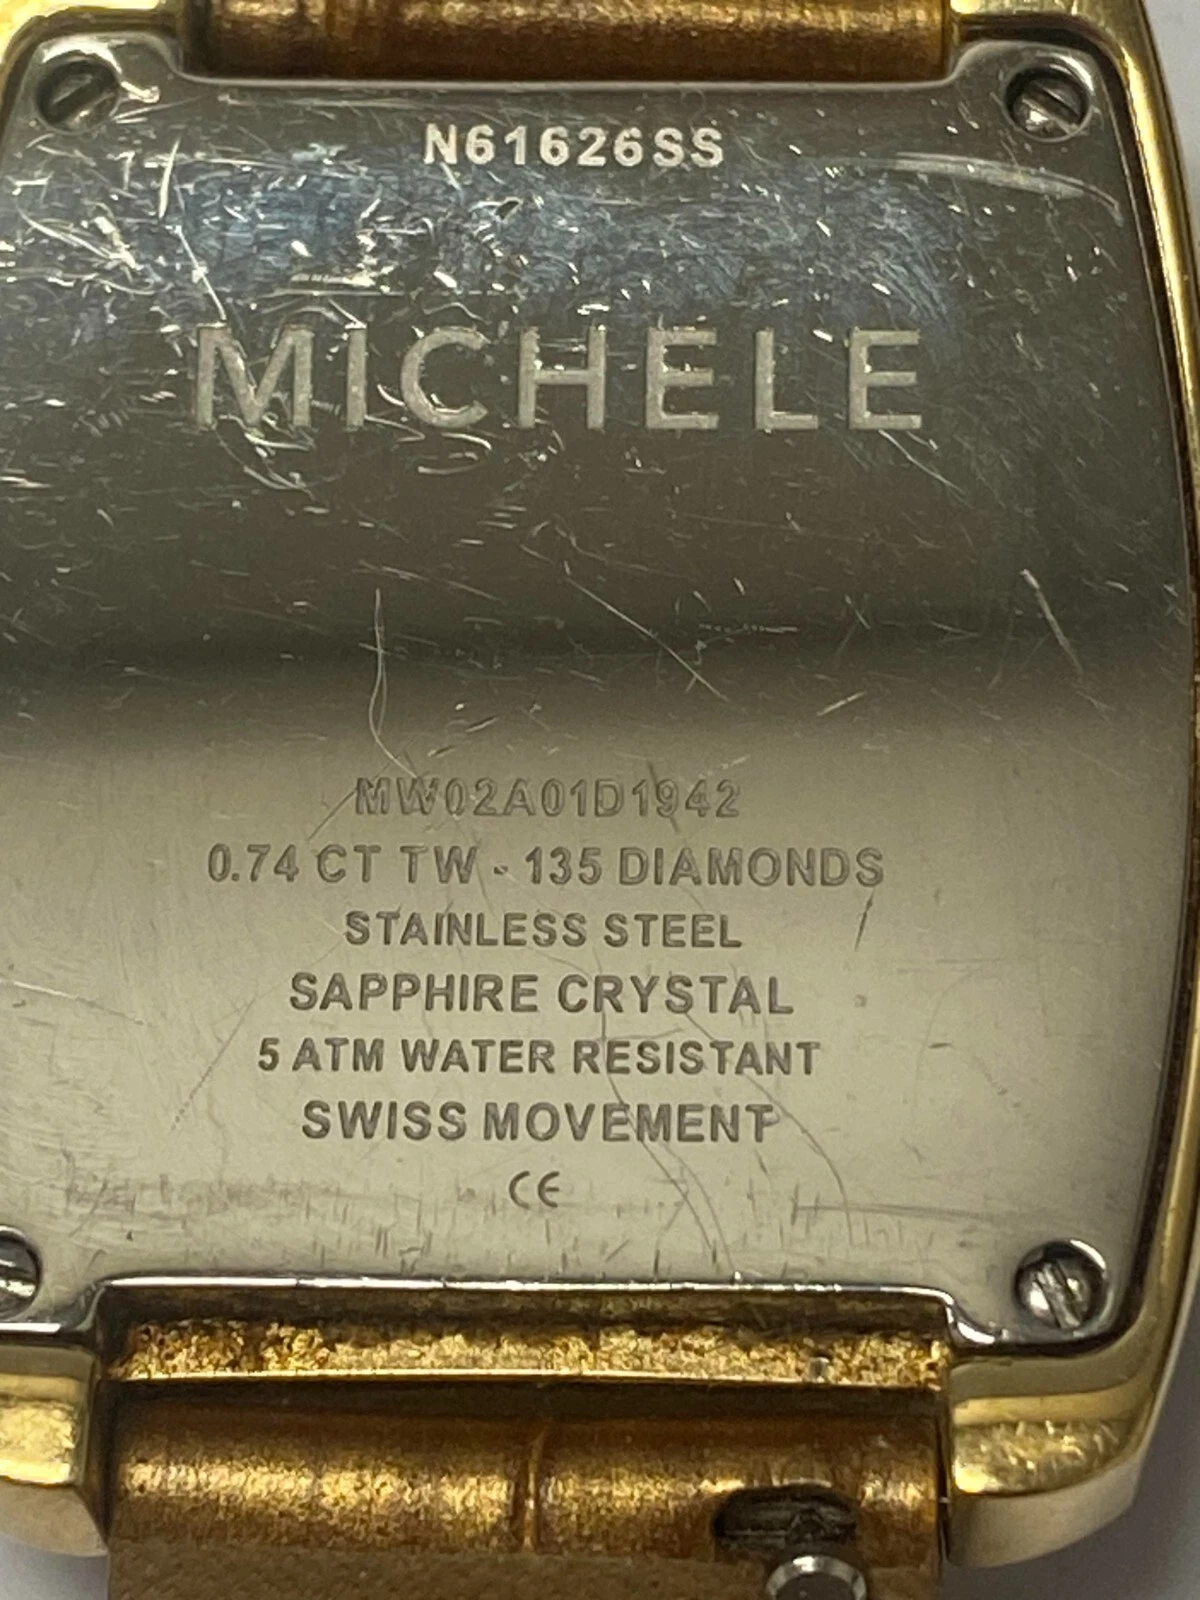 N61626SS
MICHELE
MW02A01D1942
0.74 CT TW - 135 DIAMONDS
STAINLESS STEEL
SAPPHIRE CRYSTAL
5 ATM WATER RESISTANT
SWISS MOVEMENT
CE